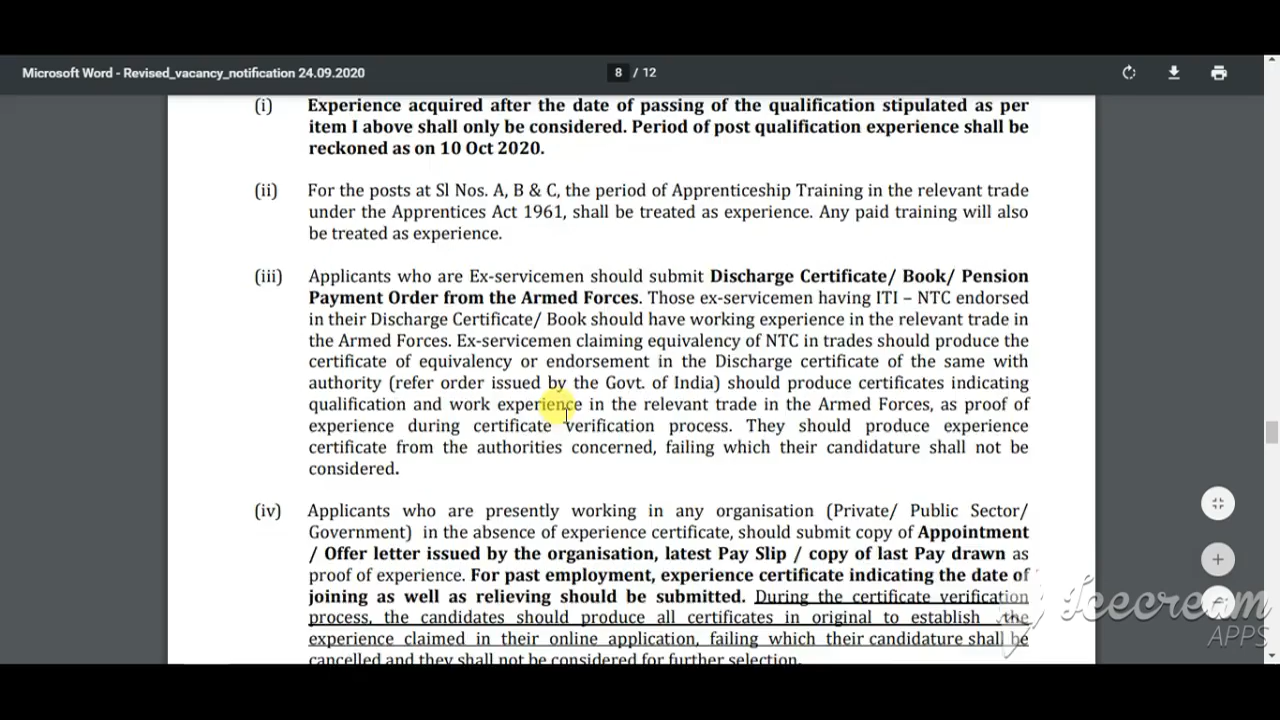 Microsoft Word - Revised_vacancy_notification 24.09.2020
8 / 12
(i) Experience acquired after the date of passing of the qualification stipulated as per
item I above shall only be considered. Period of post qualification experience shall be
reckoned as on 10 Oct 2020.
(ii) For the posts at Sl Nos. A, B & C, the period of Apprenticeship Training in the relevant trade
under the Apprentices Act 1961, shall be treated as experience. Any paid training will also
be treated as experience.
(iii) Applicants who are Ex-servicemen should submit Discharge Certificate/ Book/ Pension
Payment Order from the Armed Forces. Those ex-servicemen having ITI – NTC endorsed
in their Discharge Certificate/ Book should have working experience in the relevant trade in
the Armed Forces. Ex-servicemen claiming equivalency of NTC in trades should produce the
certificate of equivalency or endorsement in the Discharge certificate of the same with
authority (refer order issued by the Govt. of India) should produce certificates indicating
qualification and work experience in the relevant trade in the Armed Forces, as proof of
experience during certificate verification process. They should produce experience
certificate from the authorities concerned, failing which their candidature shall not be
considered.
(iv) Applicants who are presently working in any organisation (Private/ Public Sector/
Government) in the absence of experience certificate, should submit copy of Appointment
/ Offer letter issued by the organisation, latest Pay Slip / copy of last Pay drawn as
proof of experience. For past employment, experience certificate indicating the date of
joining as well as relieving should be submitted. During the certificate verification
process, the candidates should produce all certificates in original to establish the
experience claimed in their online application, failing which their candidature shall be
cancelled and they shall not be considered for further selection.
Icecream
APPS